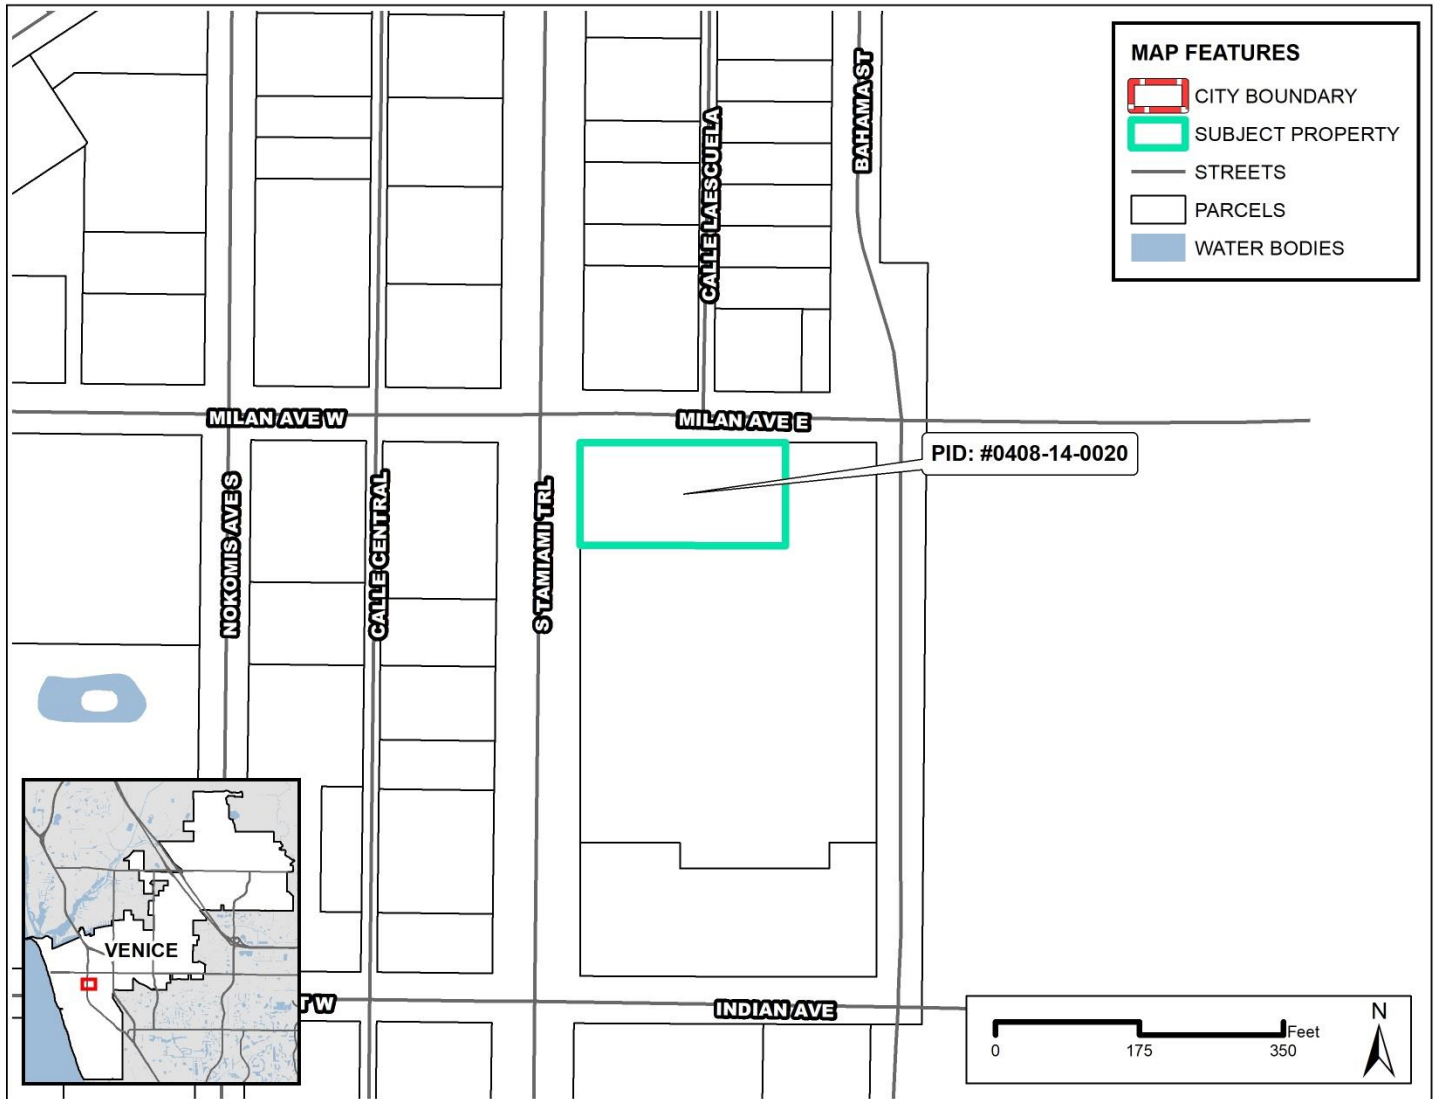 MAP FEATURES
CITY BOUNDARY
SUBJECT PROPERTY
STREETS
PARCELS
WATER BODIES
BAHAMA ST
CALLE LAESCUELA
MILAN AVE W
MILAN AVE E
PID: #0408-14-0020
NOKOMIS AVE S
CALLE CENTRAL
S TAMIAMI TRL
VENICE
T W
INDIAN AVE
N
Feet
0 175 350